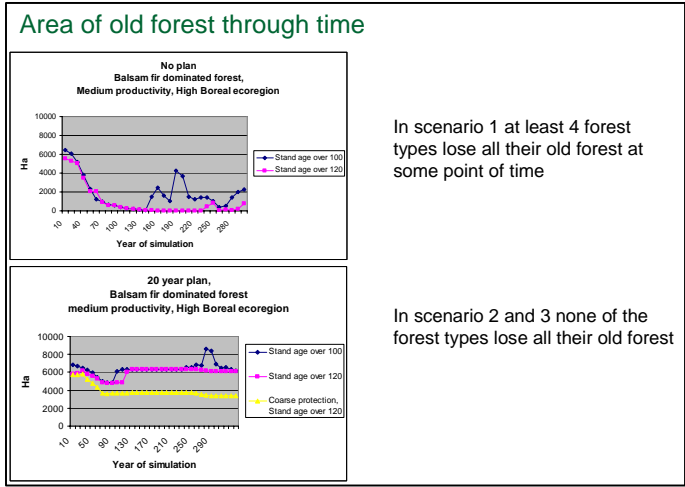 Area of old forest through time
No plan
Balsam fir dominated forest,
Medium productivity, High Boreal ecoregion
10000
8000
6000
4000
2000
0
Ha
10
40
70
100
130
160
190
220
250
280
Year of simulation
Stand age over 100
Stand age over 120
In scenario 1 at least 4 forest
types lose all their old forest at
some point of time
20 year plan,
Balsam fir dominated forest
medium productivity, High Boreal ecoregion
10000
8000
6000
4000
2000
0
Ha
10
50
90
130
170
210
250
290
Year of simulation
Stand age over 100
Stand age over 120
Coarse protection,
Stand age over 120
In scenario 2 and 3 none of the
forest types lose all their old forest